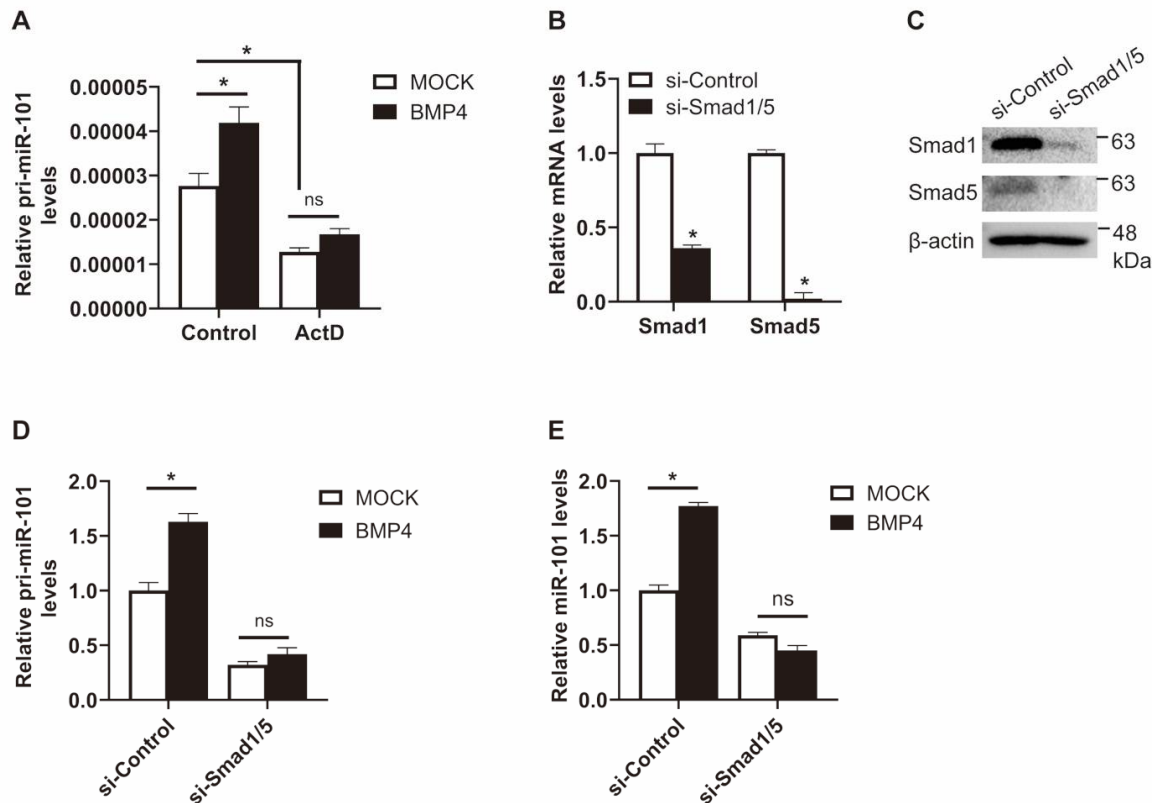 A
*
*
MOCK
BMP4
Relative pri-miR-101
levels
0.00005
0.00004
0.00003
0.00002
0.00001
0.00000
ns
Control
ActD
B
si-Control
si-Smad1/5
Relative mRNA levels
1.5
1.0
0.5
0.0
*
*
Smad1
Smad5
C
si-Control
si-Smad1/5
Smad1
63
Smad5
63
β-actin
48
kDa
D
Relative pri-miR-101
levels
2.0
1.5
1.0
0.5
0.0
*
ns
MOCK
BMP4
si-Control
si-Smad1/5
E
Relative miR-101 levels
2.0
1.5
1.0
0.5
0.0
*
ns
MOCK
BMP4
si-Control
si-Smad1/5